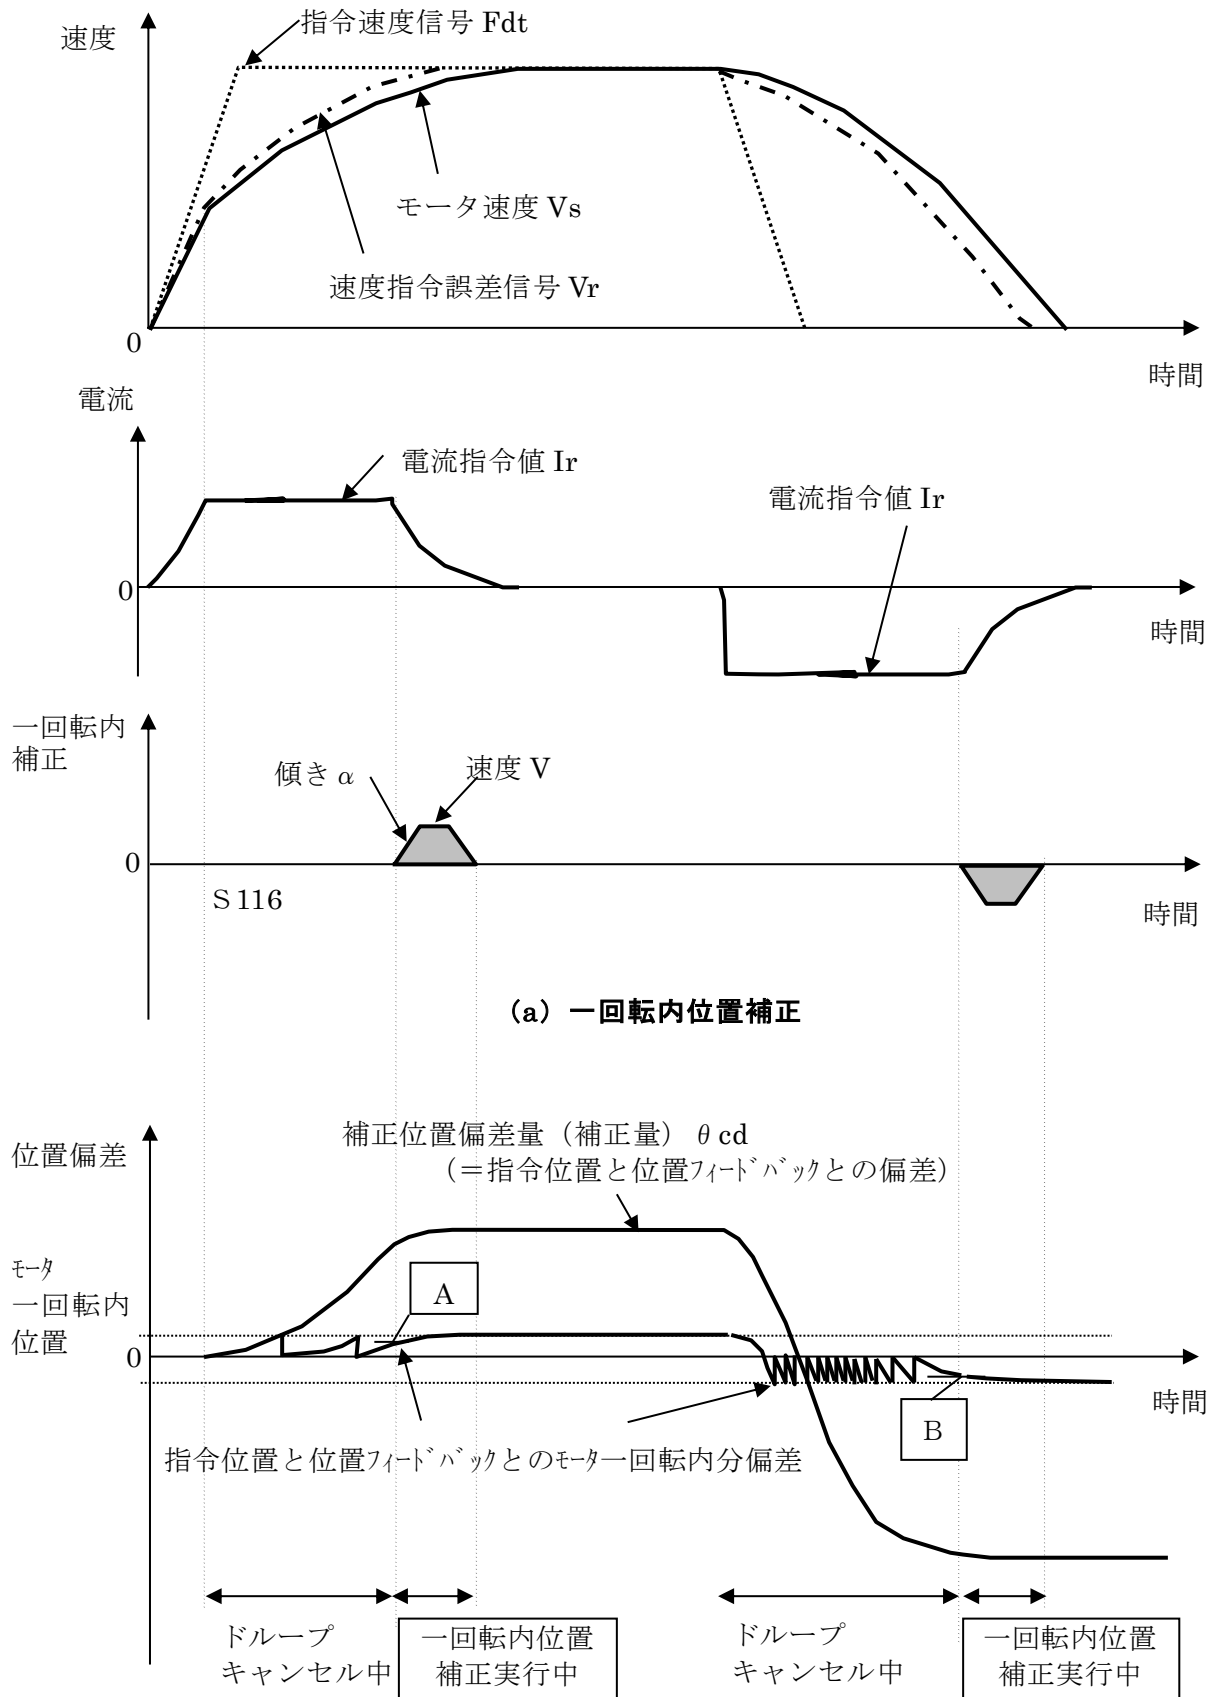 速度
指令速度信号 Fdt
モータ速度 Vs
速度指令誤差信号 Vr
0
時間
電流
電流指令値 Ir
電流指令値 Ir
0
時間
一回転内
補正
傾き α
速度 V
0
Ｓ116
時間
（a）一回転内位置補正
位置偏差
補正位置偏差量（補正量） θ cd
（＝指令位置と位置ﾌｨｰﾄﾞﾊﾞｯｸとの偏差）
ﾓｰﾀ
一回転内
位置
A
0
時間
B
指令位置と位置ﾌｨｰﾄﾞﾊﾞｯｸとのﾓｰﾀ一回転内分偏差
ドループ
キャンセル中
一回転内位置
補正実行中
ドループ
キャンセル中
一回転内位置
補正実行中